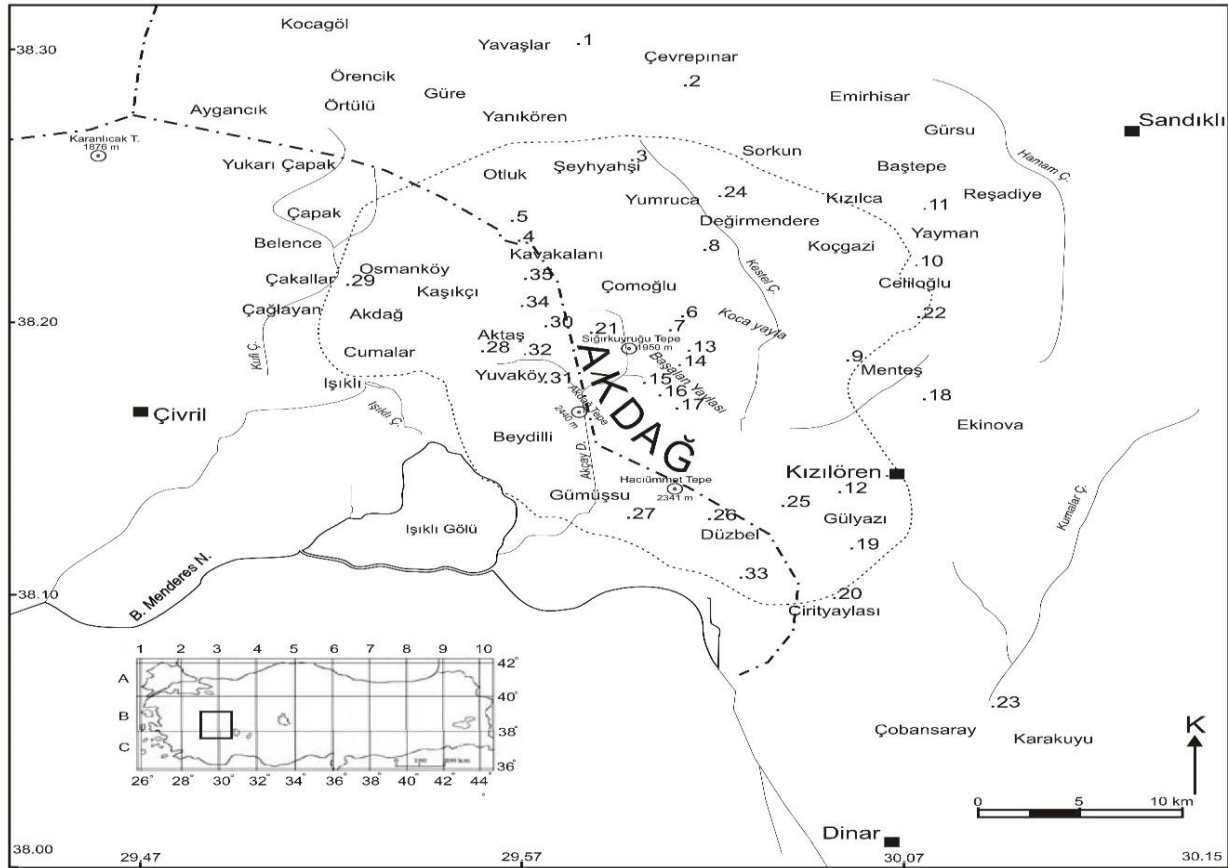 Kocagöl
Yavaşlar
.1
38.30
Çevrepınar
.2
Örencik
Güre
Emirhisar
Aygancık
Örtülü
Yanıkören
Gürsu
Sandıklı
Karanlıcak T.
1876 m
Yukarı Çapak
Otluk
Şeyhyahşi
.3
Sorkun
Baştepe
Hamam Ç.
Yumruca
.24
Kızılca
Reşadiye
.11
Çapak
.5
Değirmendere
Yayman
Belence
.4
.8
Koçgazi
Kavakalanı
.10
Çakallar
Osmanköy
.29
.35
Kestel Ç.
Celiloğlu
Kaşıkçı
Çomoğlu
Çağlayan
Akdağ
.34
.6
.22
38.20
.30
.21
.7
Koca yayla
Aktaş
Sığırkuyruğu Tepe
1950 m
.13
Kufi Ç.
Cumalar
.28
.32
.14
.9
Başalan Yaylası
Menteş
Işıklı
Yuvaköy
.31
AKDAĞ
.15
.16
.17
.18
Işıklı Ç.
Akdağ Tepe
2440 m
Çivril
Ekinova
Beydilli
Akçay D.
Kızılören
Hacıümmet Tepe
2341 m
.12
Gümüşsu
.25
Kumalar Ç.
.27
.26
Gülyazı
Işıklı Gölü
Düzbel
.19
B. Menderes N.
.33
38.10
.20
Çirityaylası
1 2 3 4 5 6 7 8 9 10
42°
A
40°
B
38°
C
36°
26° 28° 30° 32° 34° 36° 38° 40° 42° 44°
.23
Çobansaray
Karakuyu
K
0 5 10 km
Dinar
38.00
29.47
29.57
30.07
30.15